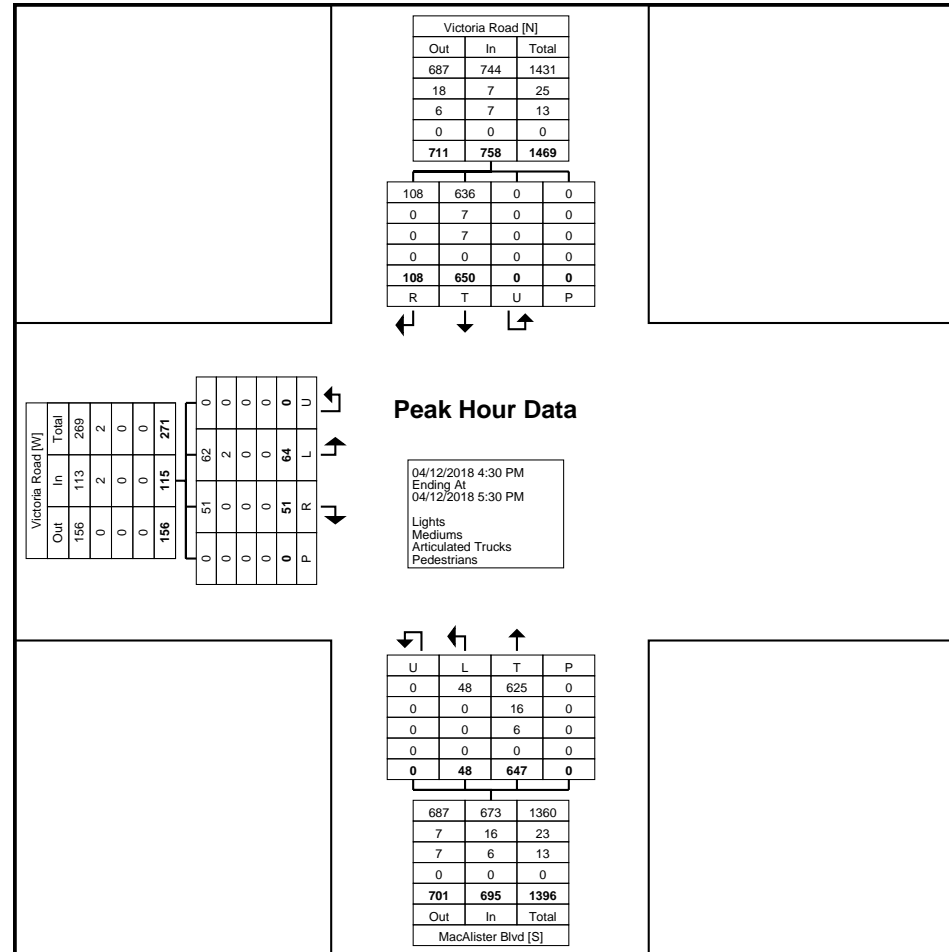 Victoria Road [N]
Out In Total
687 744 1431
18 7 25
6 7 13
0 0 0
711 758 1469
108 636 0 0
0 7 0 0
0 7 0 0
0 0 0 0
108 650 0 0
R T U P
Victoria Road [W]
Out In Total
156 113 269
0 2 2
0 0 0
0 0 0
156 115 271
0 51 62 0
0 0 2 0
0 0 0 0
0 0 0 0
0 51 64 0
P R L U
Peak Hour Data
04/12/2018 4:30 PM
Ending At
04/12/2018 5:30 PM
Lights
Mediums
Articulated Trucks
Pedestrians
U L T P
0 48 625 0
0 0 16 0
0 0 6 0
0 0 0 0
0 48 647 0
687 673 1360
7 16 23
7 6 13
0 0 0
701 695 1396
Out In Total
MacAlister Blvd [S]